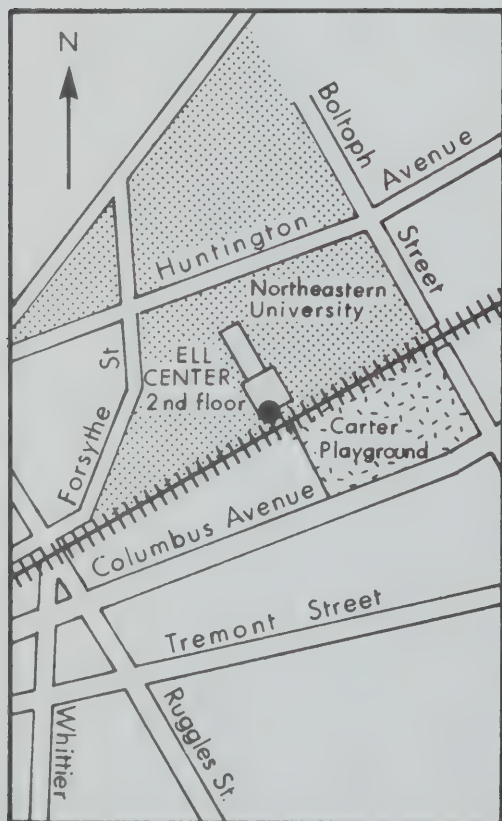 N
Boltoph
Street
Huntington Avenue
Northeastern
University
ELL
CENTER
2nd floor
Forsythe St
Carter
Playground
Columbus Avenue
Tremont Street
Ruggles St.
Whittier